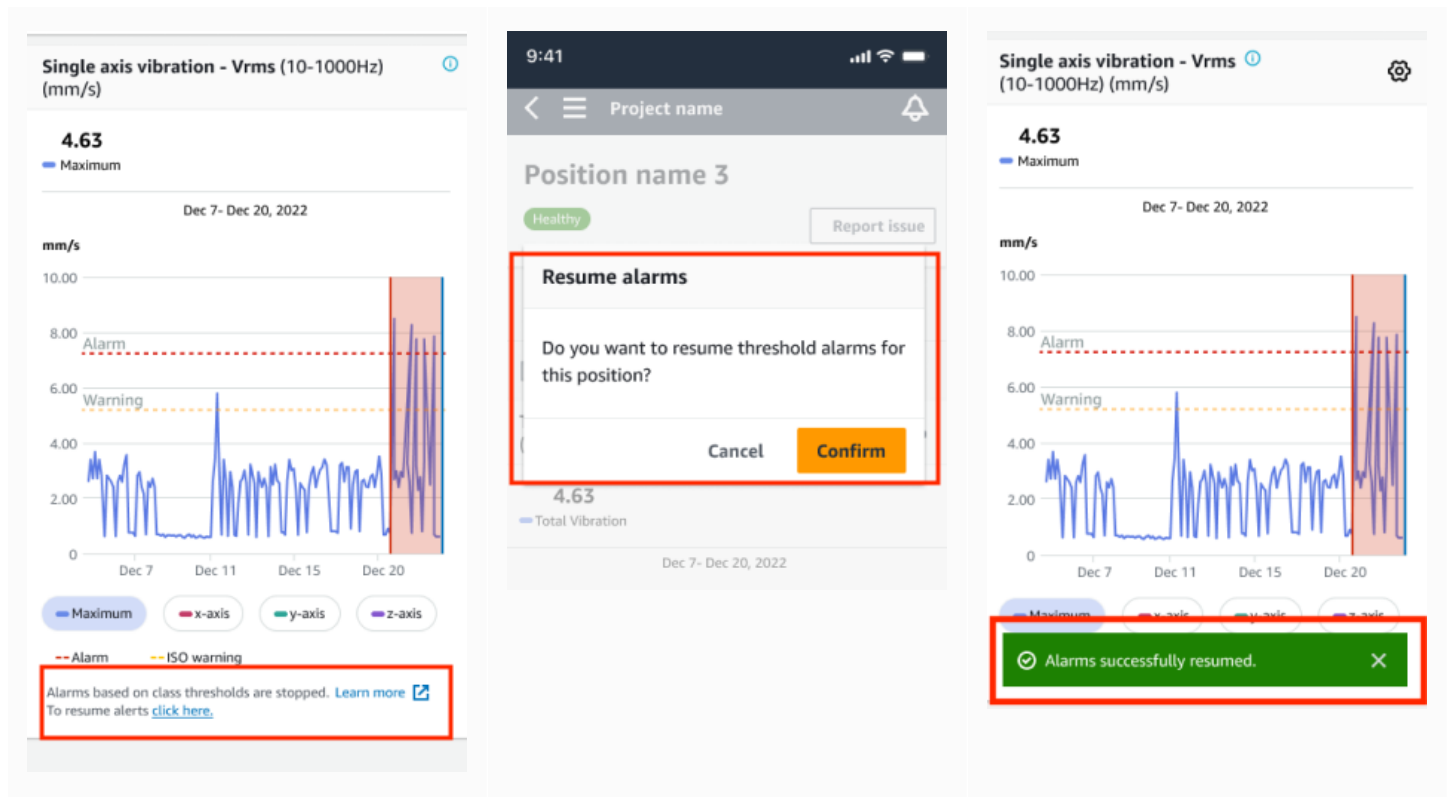 Single axis vibration - Vrms (10-1000Hz)
(mm/s)
4.63
Maximum
Dec 7- Dec 20, 2022
mm/s
10.00
8.00
Alarm
6.00
Warning
4.00
2.00
0
Dec 7 Dec 11 Dec 15 Dec 20
Maximum x-axis y-axis z-axis
Alarm ISO warning
Alarms based on class thresholds are stopped. Learn more
To resume alerts click here.
9:41
Project name
Position name 3
Healthy
Report issue
Resume alarms
Do you want to resume threshold alarms for
this position?
Cancel Confirm
4.63
Total Vibration
Dec 7- Dec 20, 2022
Single axis vibration - Vrms
(10-1000Hz) (mm/s)
4.63
Maximum
Dec 7- Dec 20, 2022
mm/s
10.00
8.00
Alarm
6.00
Warning
4.00
2.00
0
Dec 7 Dec 11 Dec 15 Dec 20
Maximum x-axis y-axis z-axis
Alarms successfully resumed.